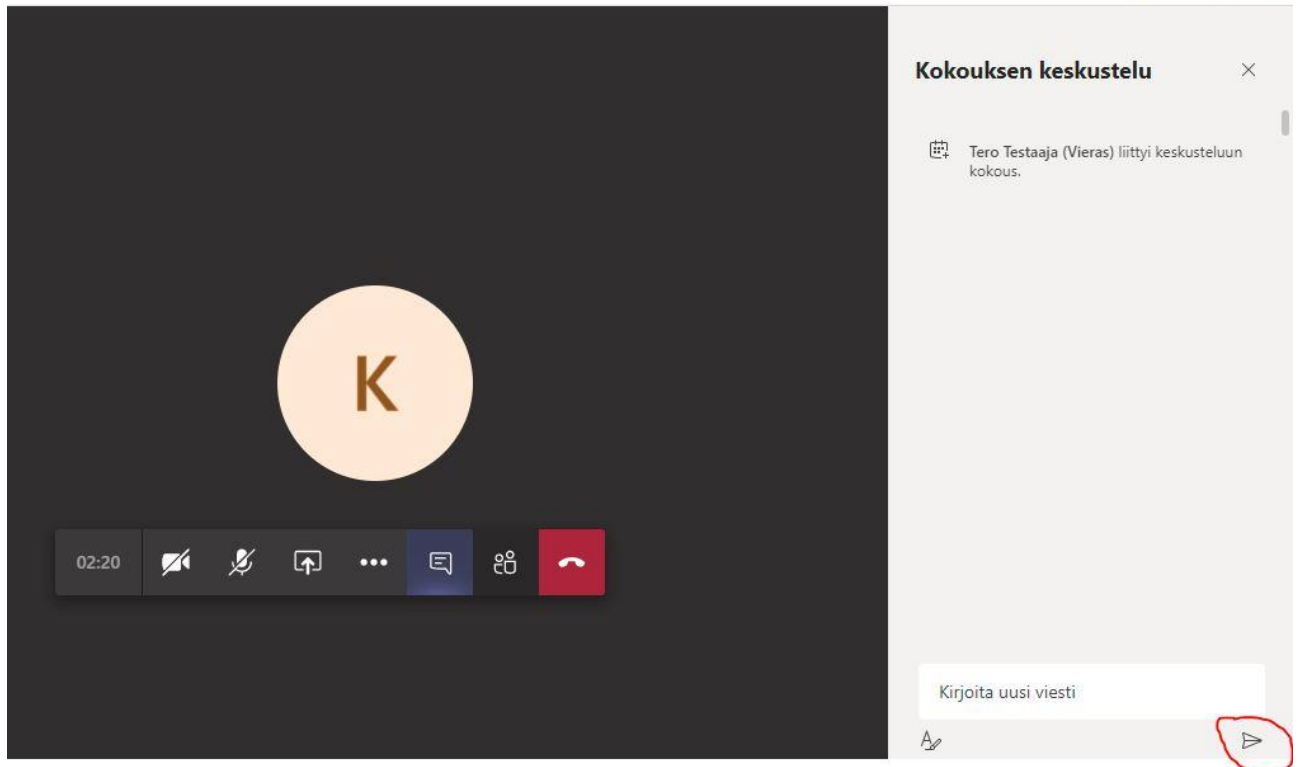 Kokouksen keskustelu
Tero Testaaja (Vieras) liittyi keskusteluun
kokous.
K
02:20
Kirjoita uusi viesti